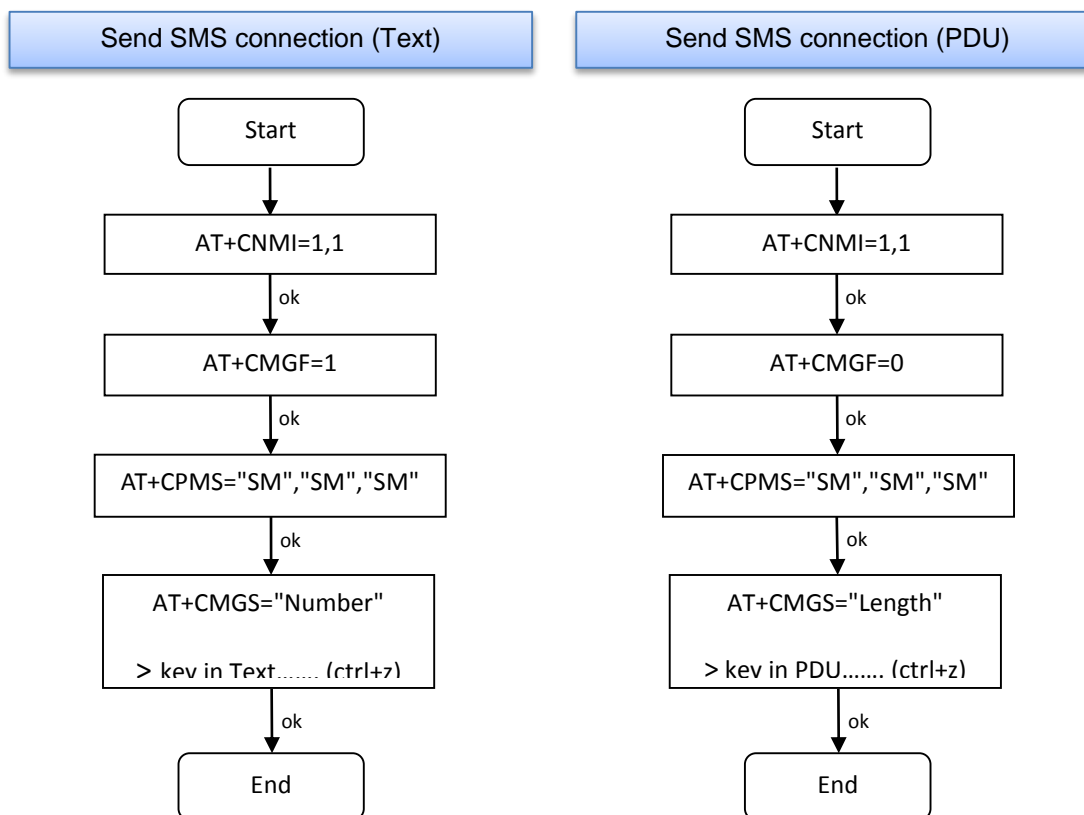 Send SMS connection (Text)
Start
AT+CNMI=1,1
ok
AT+CMGF=1
ok
AT+CPMS="SM","SM","SM"
ok
AT+CMGS="Number"
> key in Text……. (ctrl+z)
ok
End
Send SMS connection (PDU)
Start
AT+CNMI=1,1
ok
AT+CMGF=0
ok
AT+CPMS="SM","SM","SM"
ok
AT+CMGS="Length"
> key in PDU……. (ctrl+z)
ok
End